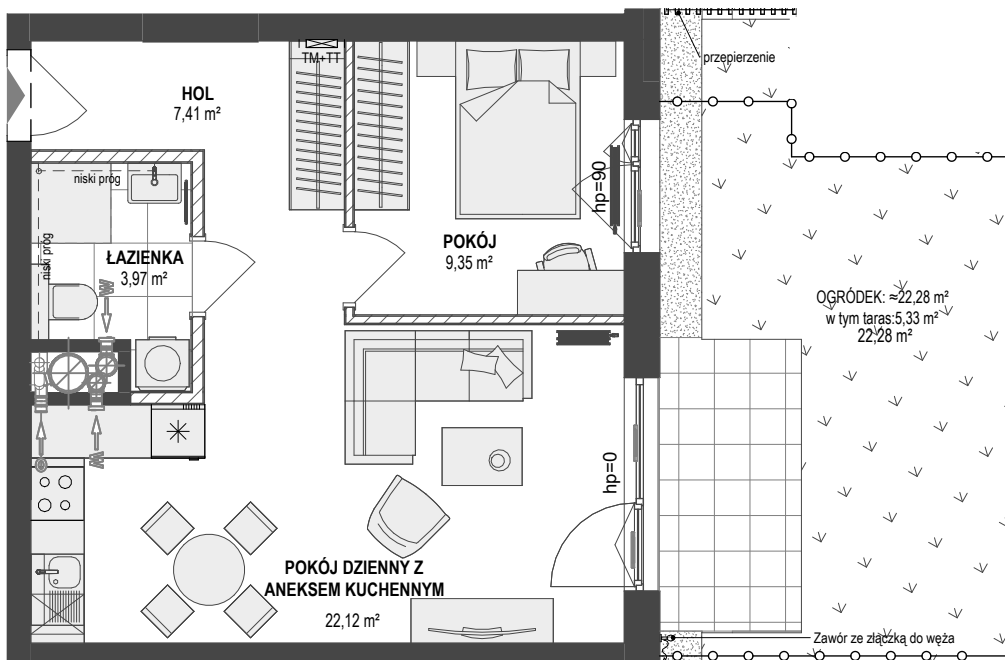 TM+TT
przepierzenie
HOL
7,41 m²
niski próg
hp=90
POKÓJ
9,35 m²
ŁAZIENKA
3,97 m²
niski próg
W
OGRÓDEK: ≈22,28 m²
w tym taras:5,33 m²
22,28 m²
W
hp=0
POKÓJ DZIENNY Z
ANEKSEM KUCHENNYM
22,12 m²
Zawór ze złączką do węża